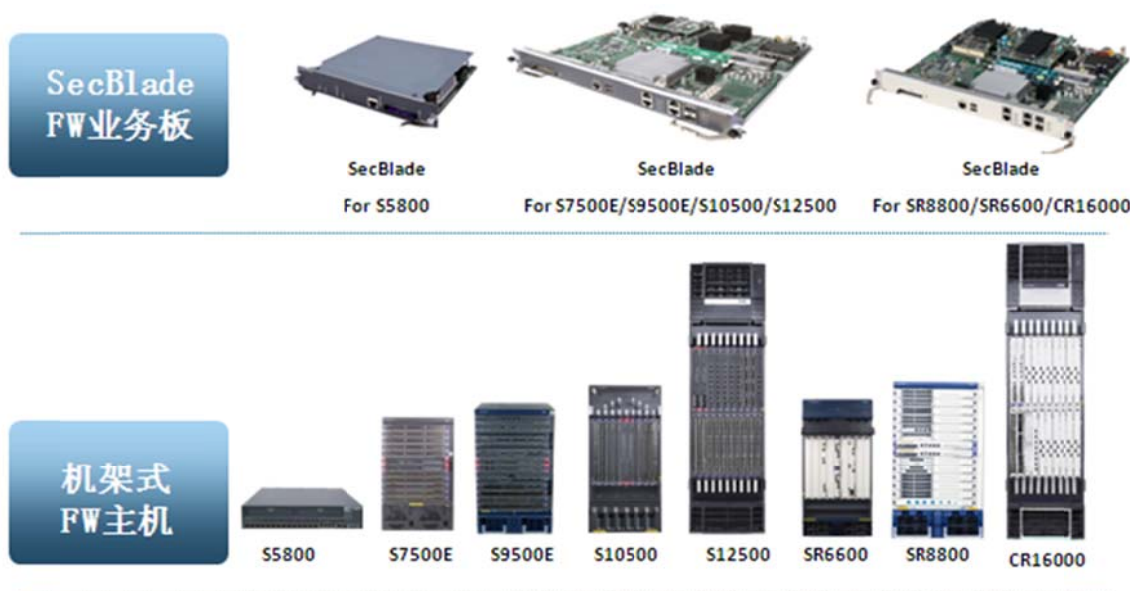 SecBlade
FW业务板
SecBlade
For S5800
SecBlade
For S7500E/S9500E/S10500/S12500
SecBlade
For SR8800/SR6600/CR16000
机架式
FW主机
S5800
S7500E
S9500E
S10500
S12500
SR6600
SR8800
CR16000